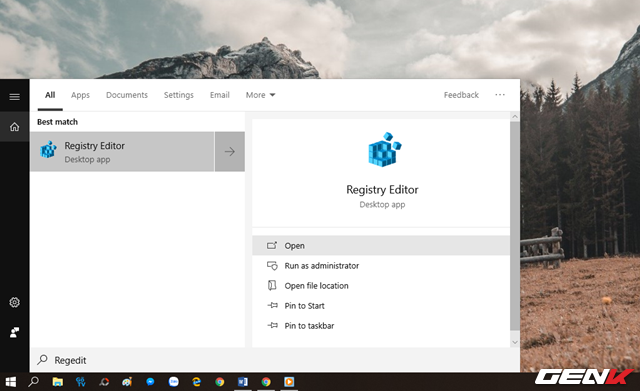 All Apps Documents Settings Email More Feedback ...
Best match
Registry Editor
Desktop app
Registry Editor
Desktop app
Open
Run as administrator
Open file location
Pin to Start
Pin to taskbar
Regedit
GENK